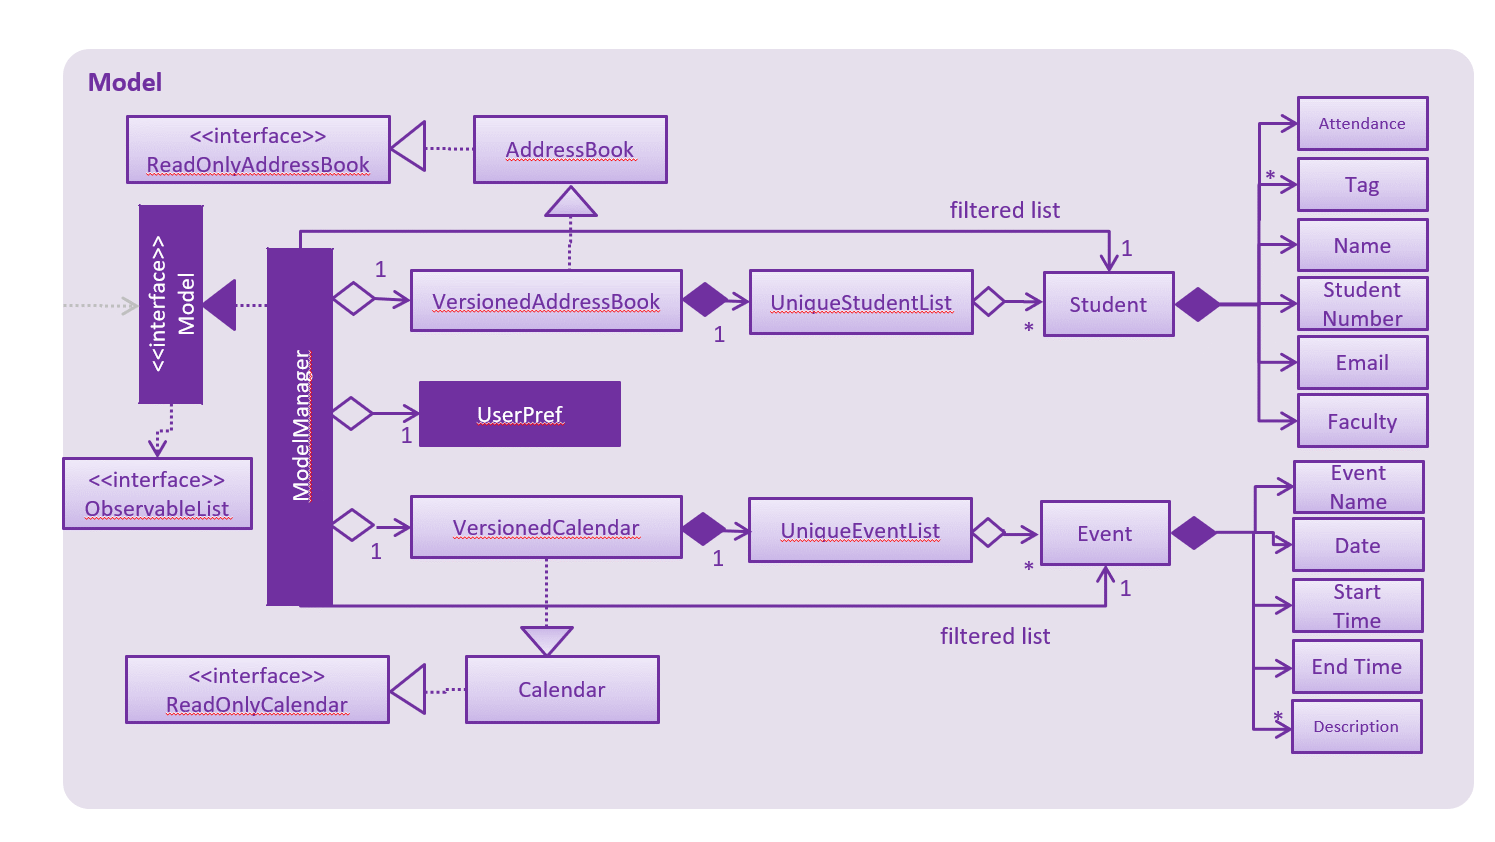 Model
<<interface>>
ReadOnlyAddressBook
AddressBook
filtered list
1
<<interface>>
Model
ModelManager
1
VersionedAddressBook
1
UniqueStudentList
*
Student
Attendance
*
Tag
Name
Student
Number
Email
Faculty
1
UserPref
<<interface>>
ObservableList
1
VersionedCalendar
1
UniqueEventList
*
Event
1
filtered list
Event
Name
Date
Start
Time
End Time
*
Description
<<interface>>
ReadOnlyCalendar
Calendar